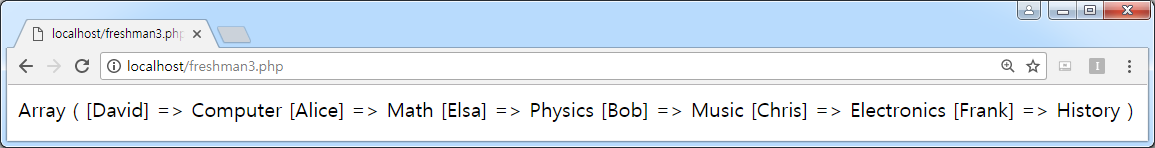 localhost/freshman3.php
localhost/freshman3.php
Array ( [David] => Computer [Alice] => Math [Elsa] => Physics [Bob] => Music [Chris] => Electronics [Frank] => History )